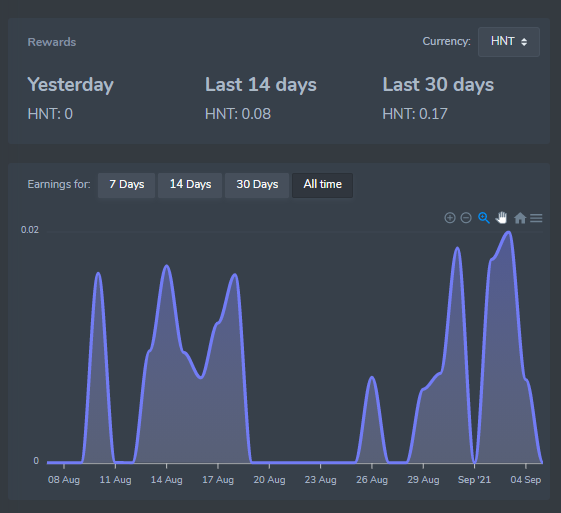 Rewards
Currency: HNT
Yesterday Last 14 days Last 30 days
HNT: 0 HNT: 0.08 HNT: 0.17
Earnings for: 7 Days 14 Days 30 Days All time
0.02
0
08 Aug 11 Aug 14 Aug 17 Aug 20 Aug 23 Aug 26 Aug 29 Aug Sep '21 04 Sep